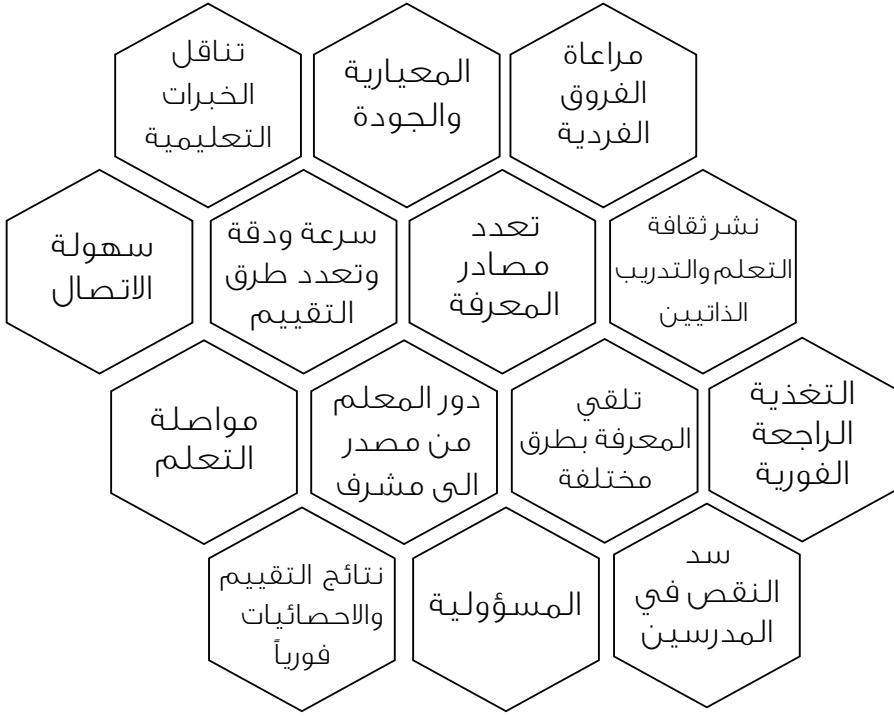 مراعاة
الفروق
الفردية
المعيارية
والجودة
تناقل
الخبرات
التعليمية
نشر ثقافة
التعلم والتدريب
الذاتيين
تعدد
مصادر
المعرفة
سرعة ودقة
وتعدد طرق
التقييم
سهولة
الاتصال
التغذية
الراجعة
الفورية
تلقي
المعرفة بطرق
مختلفة
دور المعلم
من مصدر
الى مشرف
مواصلة
التعلم
سد
النقص في
المدرسين
المسؤولية
نتائج التقييم
والاحصائيات
فورياً